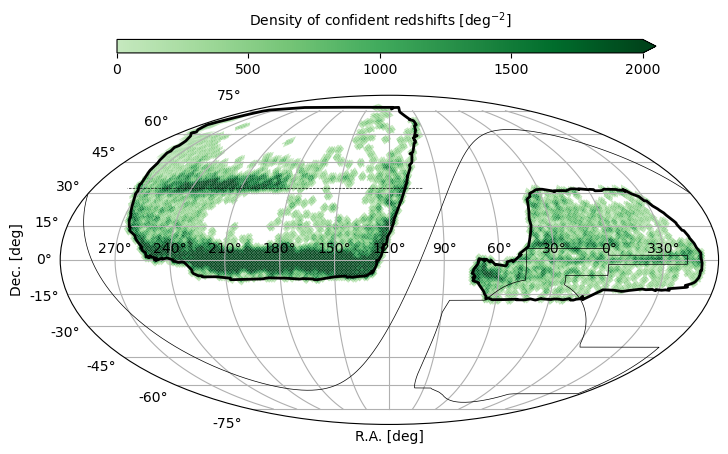 Density of confident redshifts [deg⁻²]
0 500 1000 1500 2000
75°
60°
45°
30°
15°
270° 240° 210° 180° 150° 120° 90° 60° 30° 0° 330°
0°
-15°
-30°
-45°
-60°
-75°
Dec. [deg]
R.A. [deg]